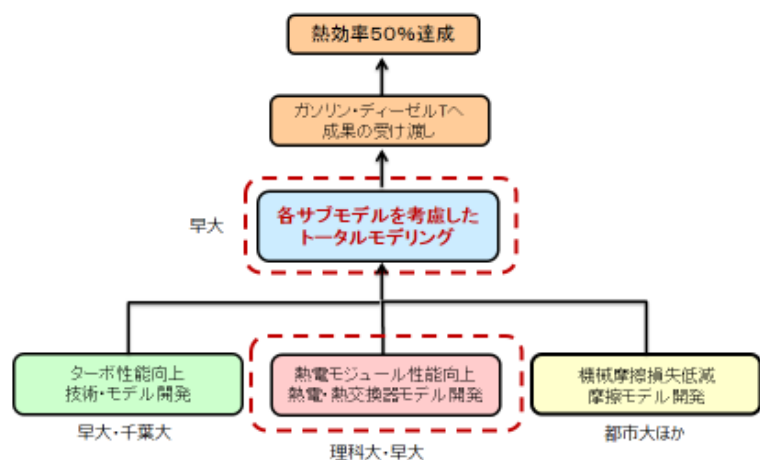 熱効率50%達成
ガソリン・ディーゼルTへ
成果の受け渡し
早大
各サブモデルを考慮した
トータルモデリング
ターボ性能向上
技術・モデル開発
熱電モジュール性能向上
熱電・熱交換器モデル開発
機械摩擦損失低減
摩擦モデル開発
早大・千葉大
理科大・早大
都市大ほか